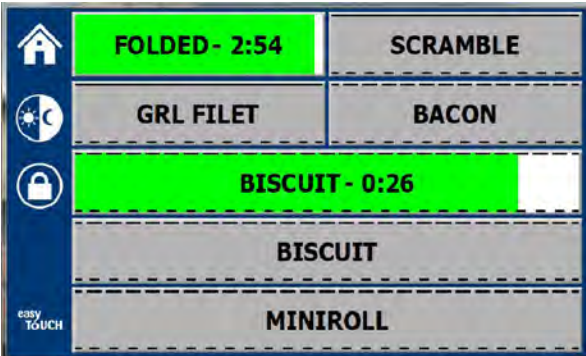 FOLDED - 2:54
SCRAMBLE
GRL FILET
BACON
BISCUIT - 0:26
BISCUIT
MINIROLL
easy
TOUCH